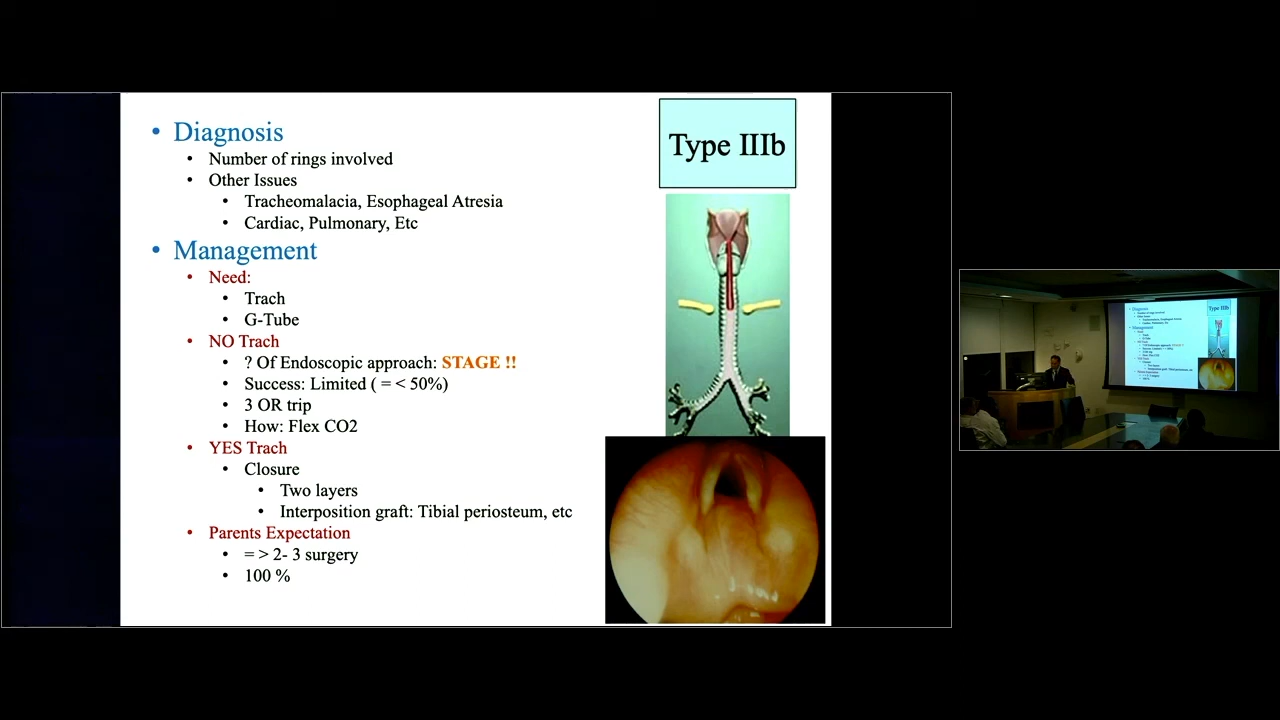 Diagnosis
Number of rings involved
Other Issues
Tracheomalacia, Esophageal Atresia
Cardiac, Pulmonary, Etc
Management
Need:
Trach
G-Tube
NO Trach
? Of Endoscopic approach: STAGE !!
Success: Limited ( = < 50%)
3 OR trip
How: Flex CO2
YES Trach
Closure
Two layers
Interposition graft: Tibial periosteum, etc
Parents Expectation
= > 2- 3 surgery
100 %
Type IIIb